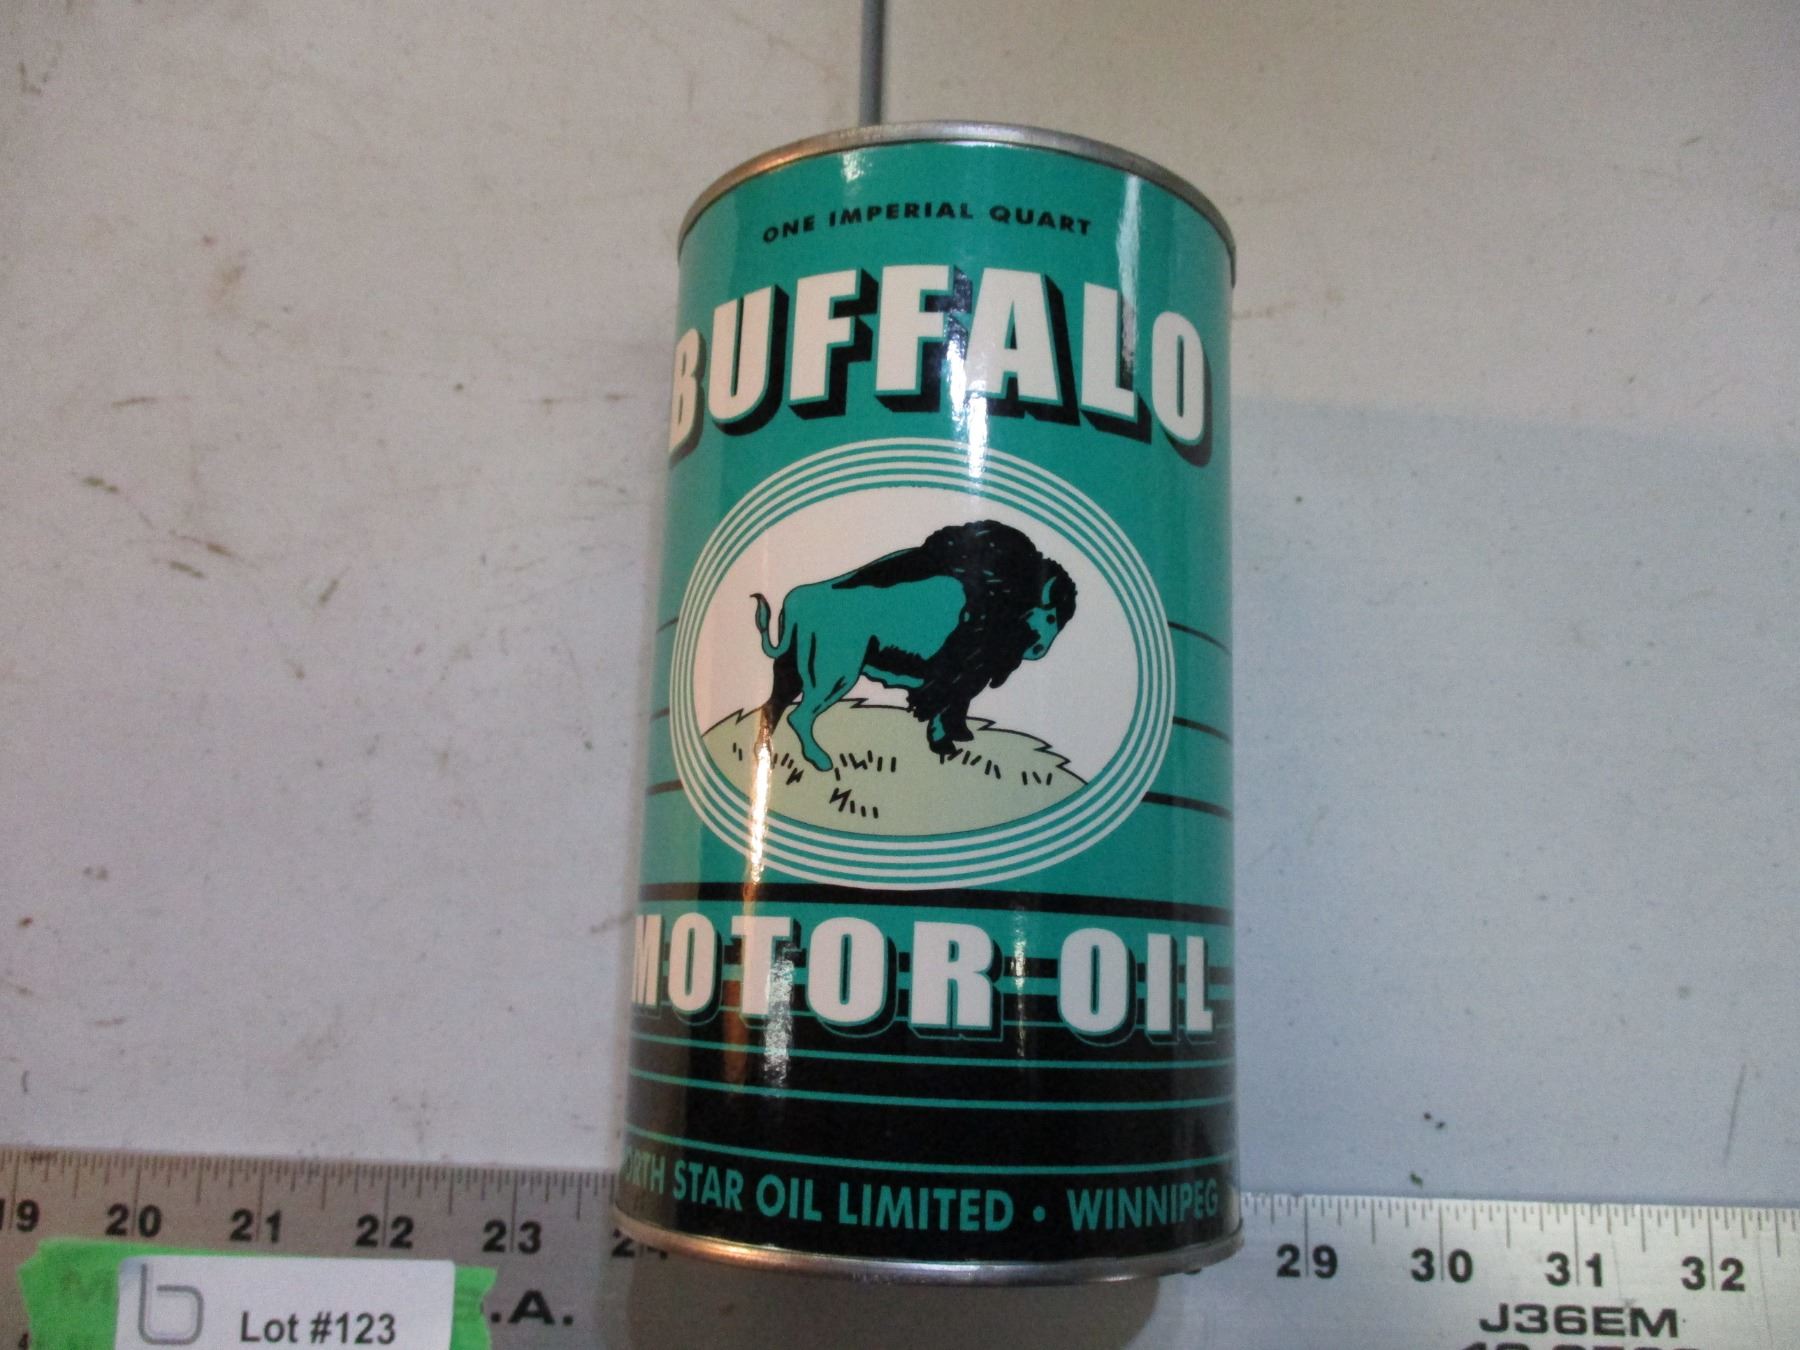 ONE IMPERIAL QUART
BUFFALO
MOTOR OIL
STAR OIL LIMITED • WINNIPEG
19 20 21 22 23 24 29 30 31 32
.A.
J36EM
Lot #123